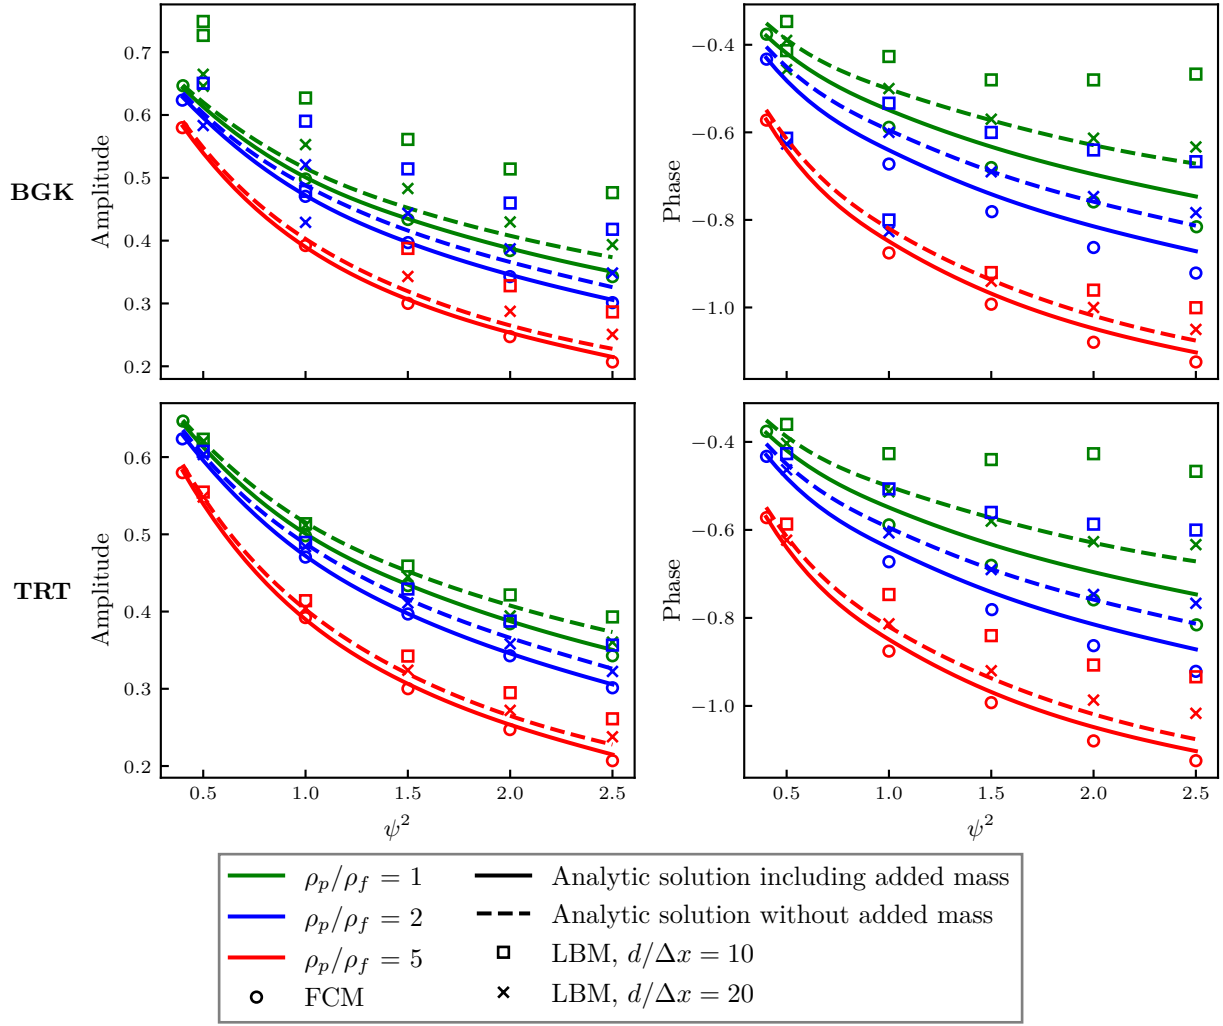 BGK
Amplitude
0.7
0.6
0.5
0.4
0.3
0.2
Phase
−0.4
−0.6
−0.8
−1.0
TRT
Amplitude
0.6
0.5
0.4
0.3
0.2
0.5 1.0 1.5 2.0 2.5
ψ²
Phase
−0.4
−0.6
−0.8
−1.0
0.5 1.0 1.5 2.0 2.5
ψ²
ρₚ/ρ_f = 1
ρₚ/ρ_f = 2
ρₚ/ρ_f = 5
FCM
Analytic solution including added mass
Analytic solution without added mass
LBM, d/Δx = 10
LBM, d/Δx = 20